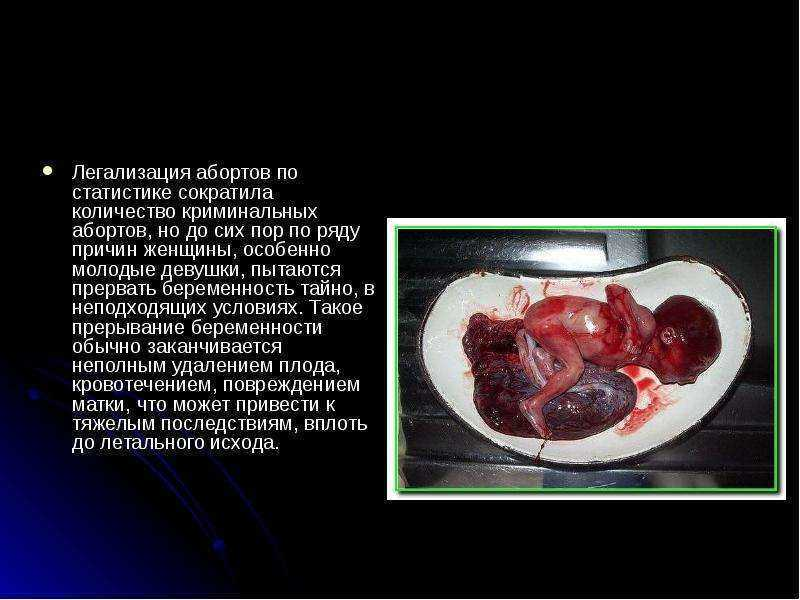 Легализация абортов по
статистике сократила
количество криминальных
абортов, но до сих пор по ряду
причин женщины, особенно
молодые девушки, пытаются
прервать беременность тайно, в
неподходящих условиях. Такое
прерывание беременности
обычно заканчивается
неполным удалением плода,
кровотечением, повреждением
матки, что может привести к
тяжелым последствиям, вплоть
до летального исхода.